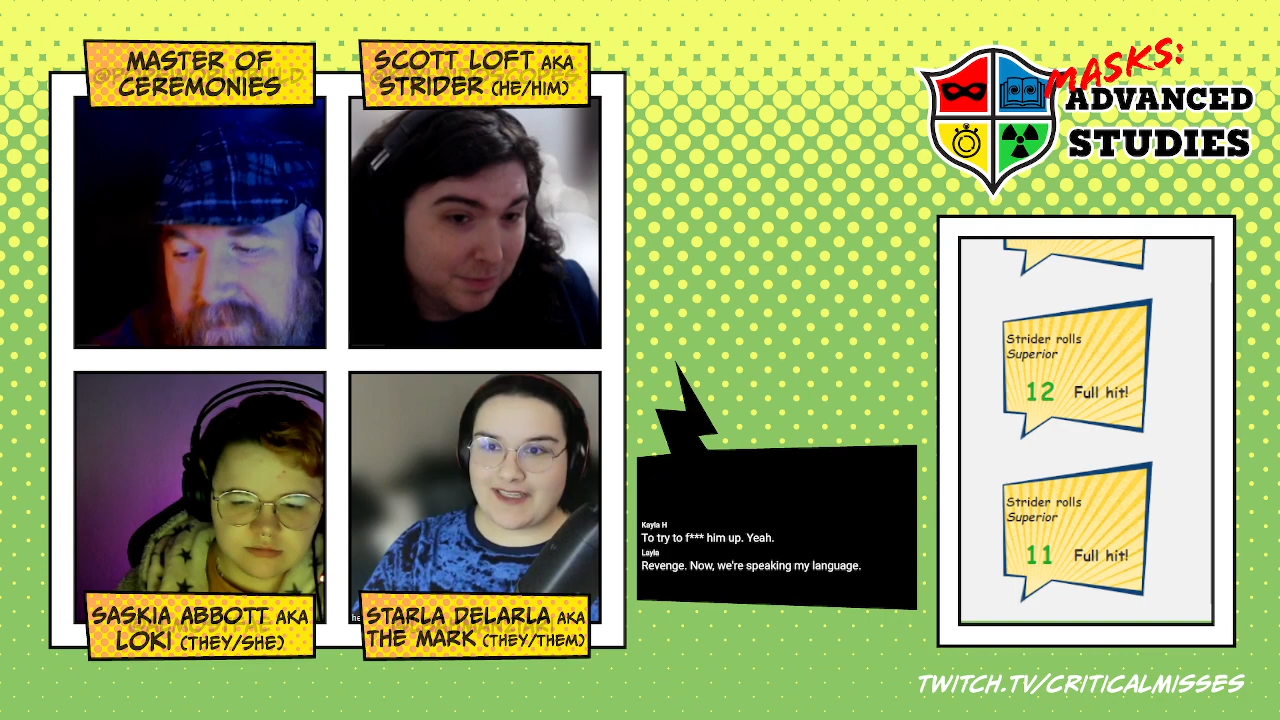 MASTER OF
CEREMONIES
SCOTT LOFT AKA
STRIDER (HE/HIM)
SASKIA ABBOTT AKA
LOKI (THEY/SHE)
STARLA DELARLA AKA
THE MARK (THEY/THEM)
Kayla H
To try to f*** him up. Yeah.
Layla
Revenge. Now, we're speaking my language.
MASKS:
ADVANCED
STUDIES
Strider rolls
Superior
12 Full hit!
Strider rolls
Superior
11 Full hit!
TWITCH.TV/CRITICALMISSES